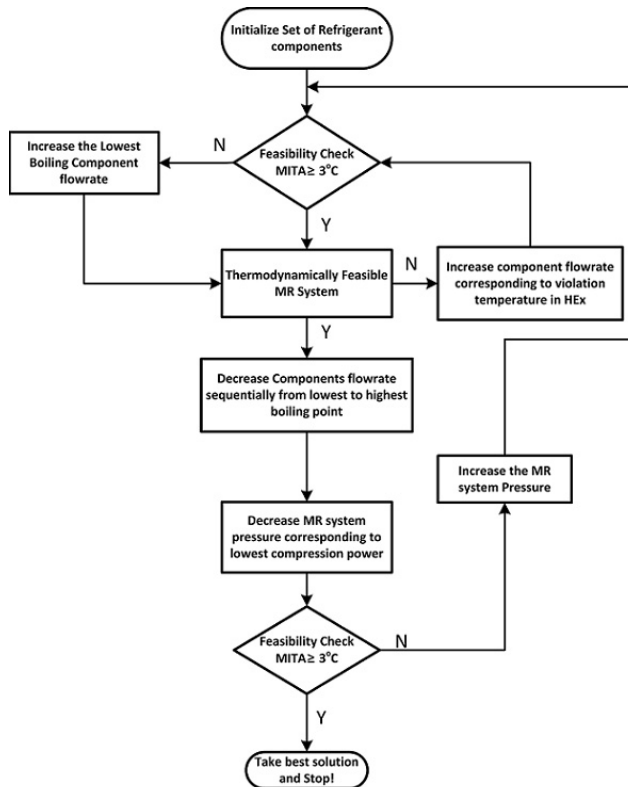 Initialize Set of Refrigerant
components
N
Increase the Lowest
Boiling Component
flowrate
Feasibility Check
MITA≥ 3°C
Y
Thermodynamically Feasible
MR System
N
Increase component flowrate
corresponding to violation
temperature in HEx
Y
Decrease Components flowrate
sequentially from lowest to highest
boiling point
Increase the MR
system Pressure
Decrease MR system
pressure corresponding to
lowest compression power
Feasibility Check
MITA≥ 3°C
N
Y
Take best solution
and Stop!